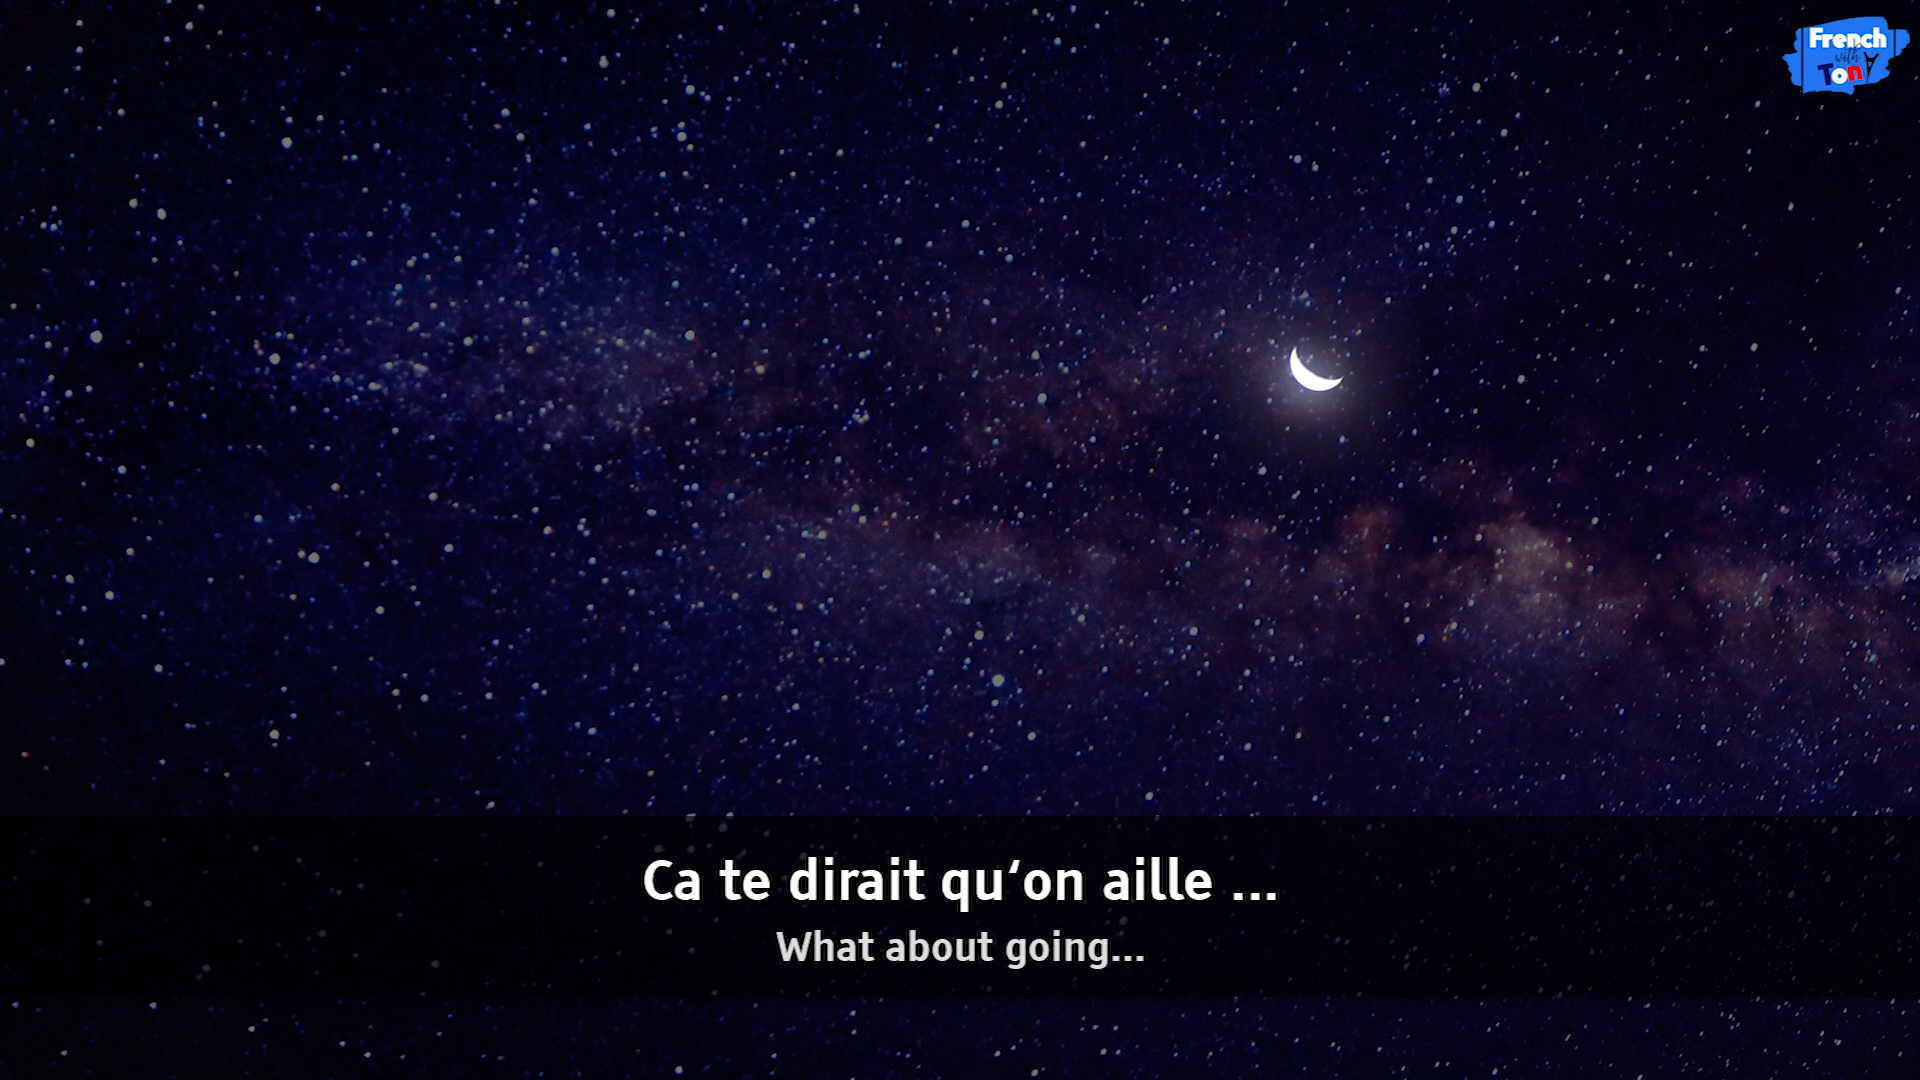 French
with
Tony
Ca te dirait qu‘on aille ...
What about going...